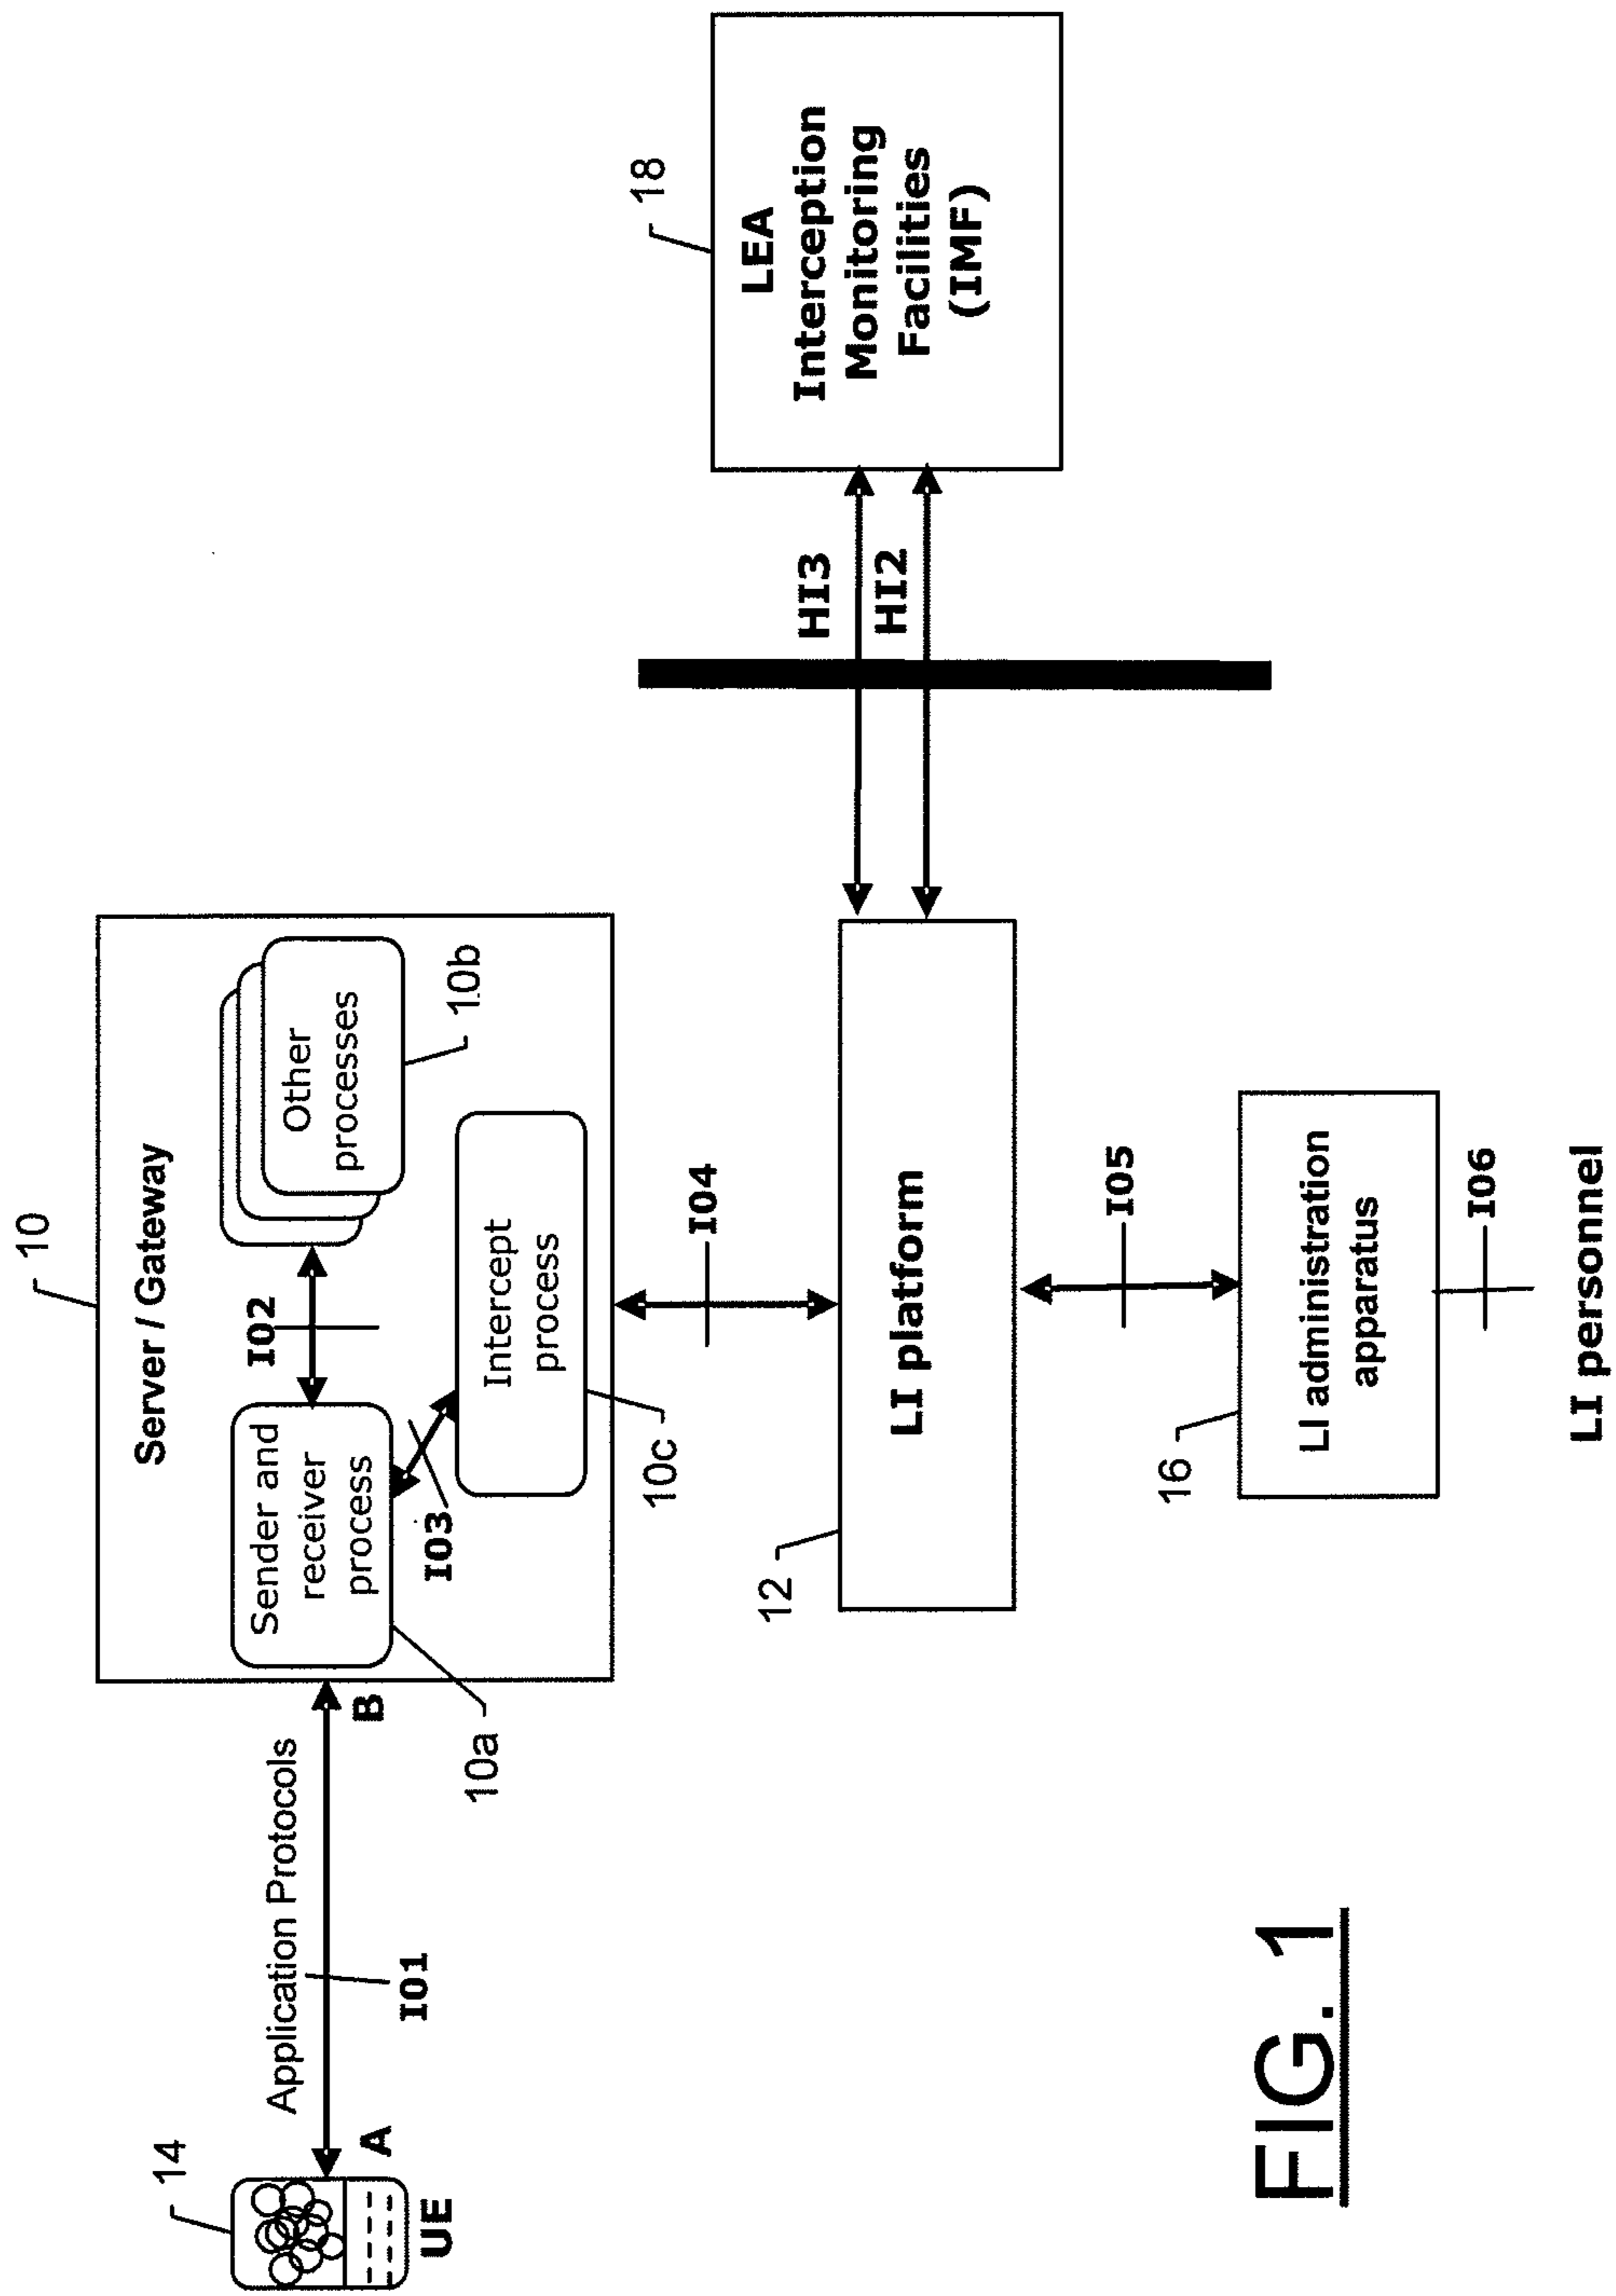 10
Server / Gateway
14
Application Protocols
I01
A
B
UE
Sender and
receiver
process
I02
Other
processes
10b
10a
I03
Intercept
process
10c
I04
12
LI platform
HI3
HI2
18
LEA
Interception
Monitoring
Facilities
(IMF)
I05
16
LI administration
apparatus
I06
LI personnel
FIG. 1